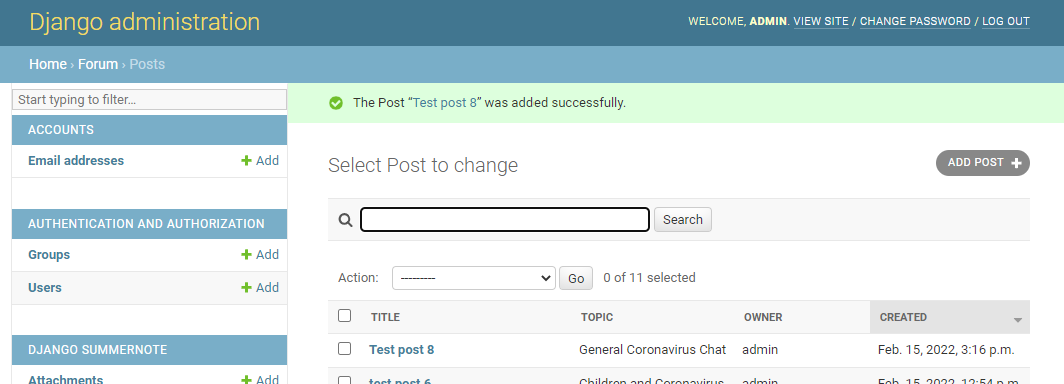 Django administration
WELCOME, ADMIN. VIEW SITE / CHANGE PASSWORD / LOG OUT
Home › Forum › Posts
Start typing to filter...
ACCOUNTS
Email addresses + Add
AUTHENTICATION AND AUTHORIZATION
Groups + Add
Users + Add
DJANGO SUMMERNOTE
Attachments + Add
The Post “Test post 8” was added successfully.
Select Post to change
ADD POST +
Search
Action: --------- Go 0 of 11 selected
TITLE TOPIC OWNER CREATED
Test post 8 General Coronavirus Chat admin Feb. 15, 2022, 3:16 p.m.
test post 6 Children and Coronavirus admin Feb. 15, 2022, 12:54 p.m.